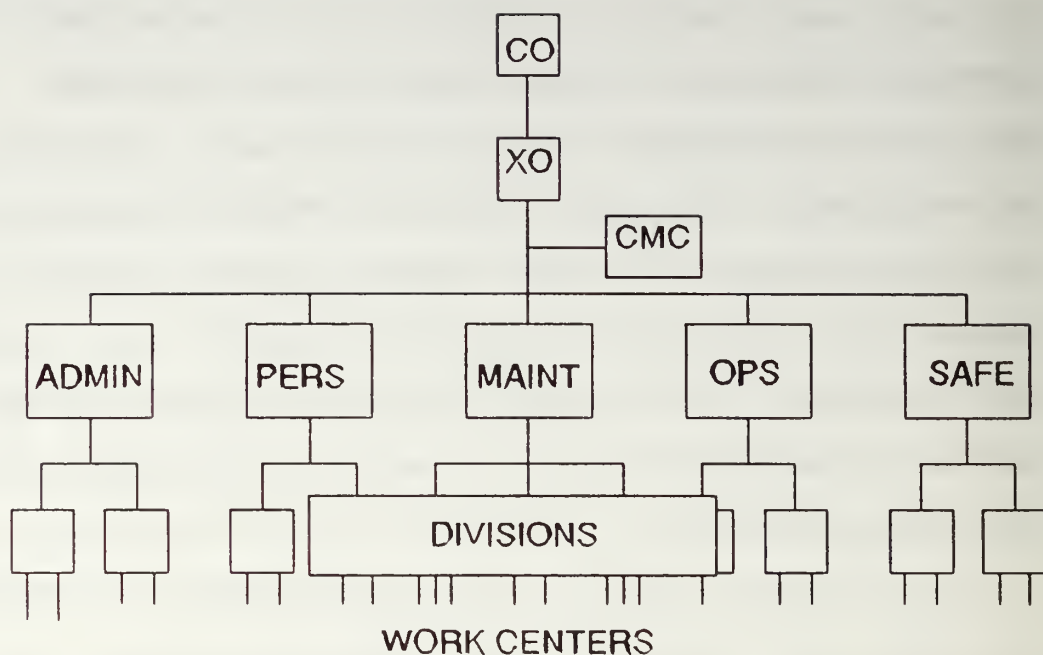 CO
XO
CMC
ADMIN
PERS
MAINT
OPS
SAFE
DIVISIONS
WORK CENTERS